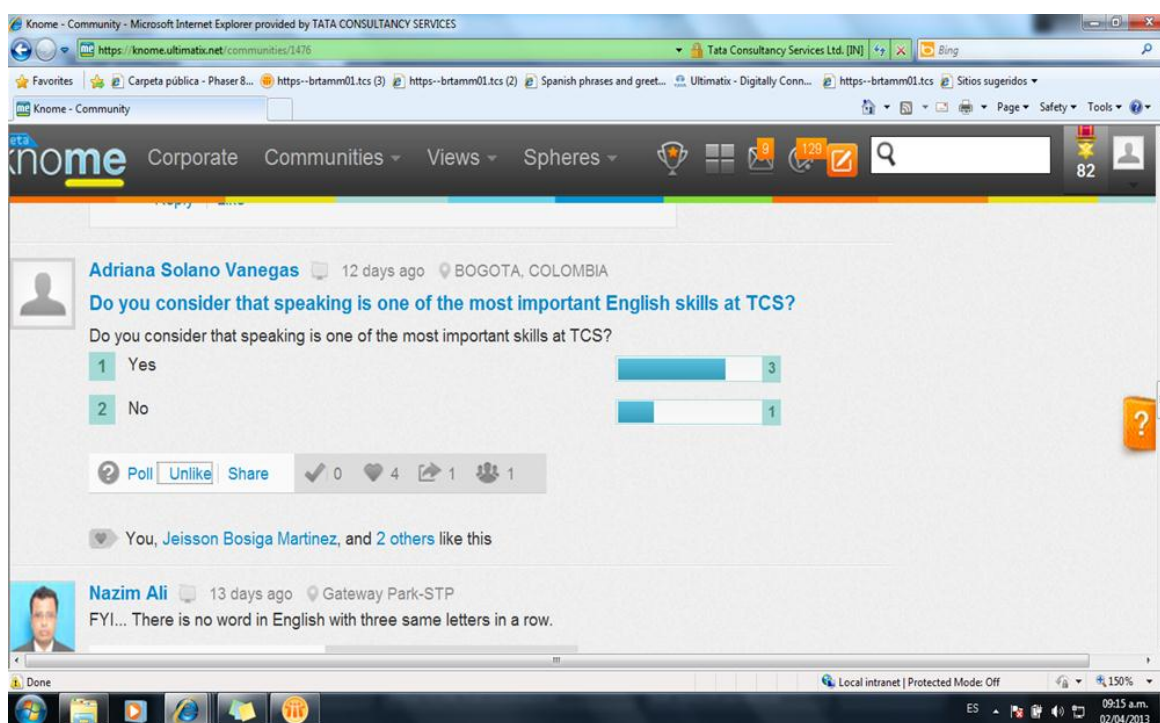 Knome - Community - Microsoft Internet Explorer provided by TATA CONSULTANCY SERVICES
https://knome.ultimatix.net/communities/1476 Tata Consultancy Services Ltd. [IN] Bing
Favorites Carpeta pública - Phaser 8... https--brtamm01.tcs (3) https--brtamm01.tcs (2) Spanish phrases and greet... Ultimatix - Digitally Conn... https--brtamm01.tcs Sitios sugeridos
Knome - Community Page Safety Tools
knome Corporate Communities Views Spheres 9 129 82
Reply Like
Adriana Solano Vanegas 12 days ago BOGOTA, COLOMBIA
Do you consider that speaking is one of the most important English skills at TCS?
Do you consider that speaking is one of the most important skills at TCS?
1 Yes 3
2 No 1
? Poll Unlike Share 0 4 1 1
?
You, Jeisson Bosiga Martinez, and 2 others like this
Nazim Ali 13 days ago Gateway Park-STP
FYI... There is no word in English with three same letters in a row.
Done Local intranet | Protected Mode: Off 150%
ES 09:15 a.m.
02/04/2013